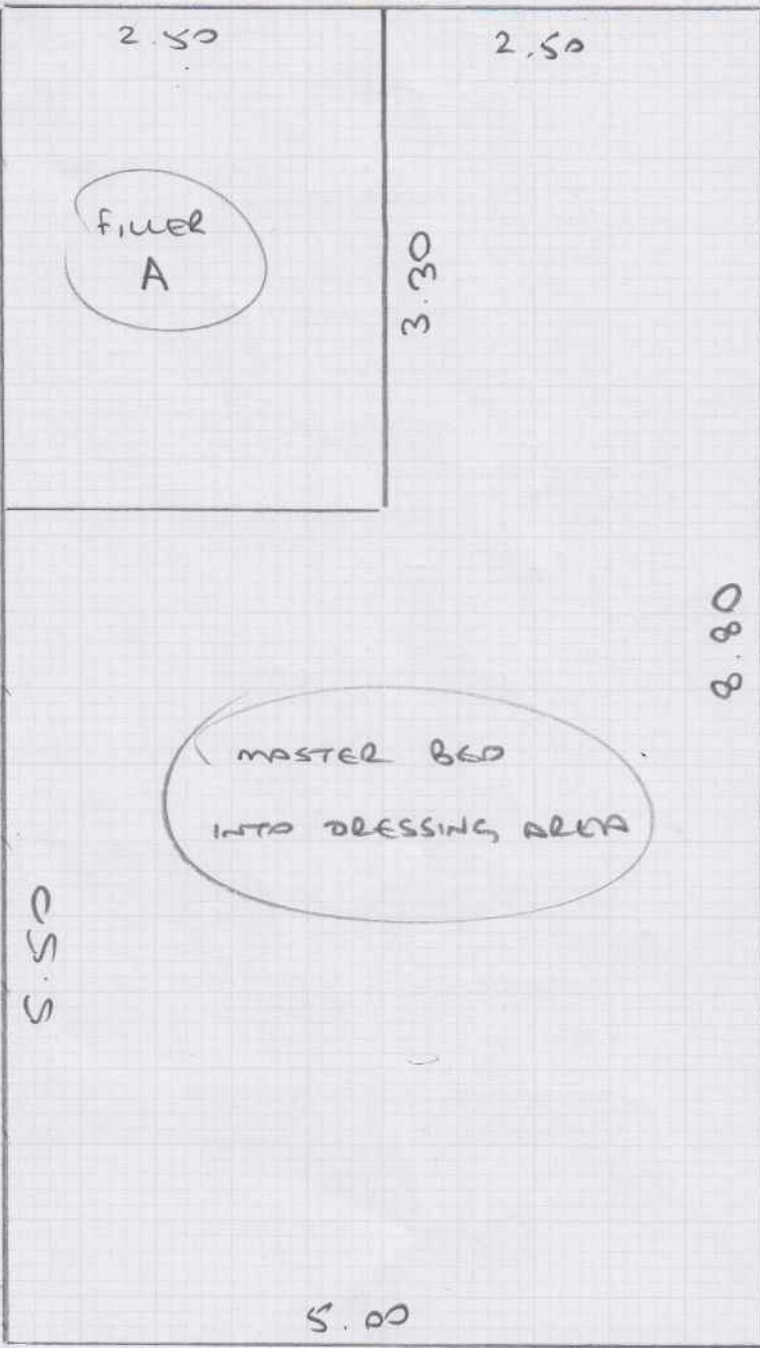 2.50
2.50
FILLER
A
3.30
8.80
MASTER BED
INTO DRESSING AREA
5.50
5.00